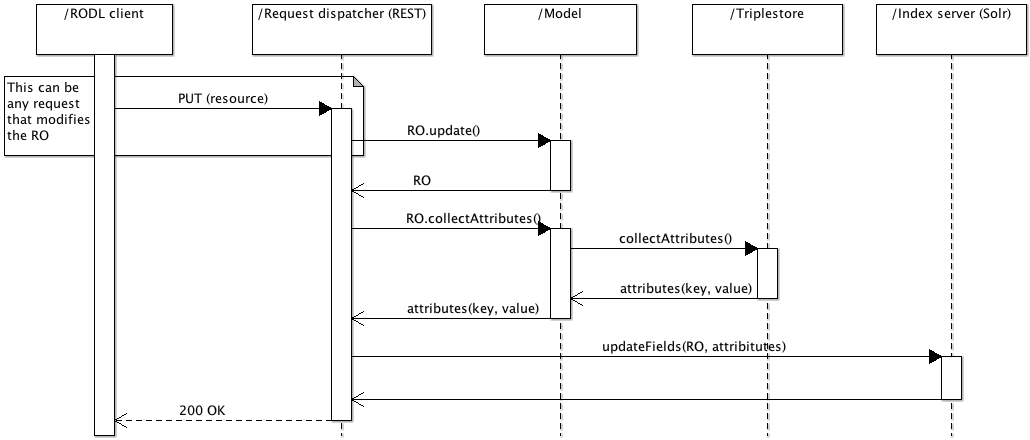 /RODL client
/Request dispatcher (REST)
/Model
/Triplestore
/Index server (Solr)
This can be
any request
that modifies
the RO
PUT (resource)
RO.update()
RO
RO.collectAttributes()
collectAttributes()
attributes(key, value)
attributes(key, value)
updateFields(RO, attribitutes)
200 OK